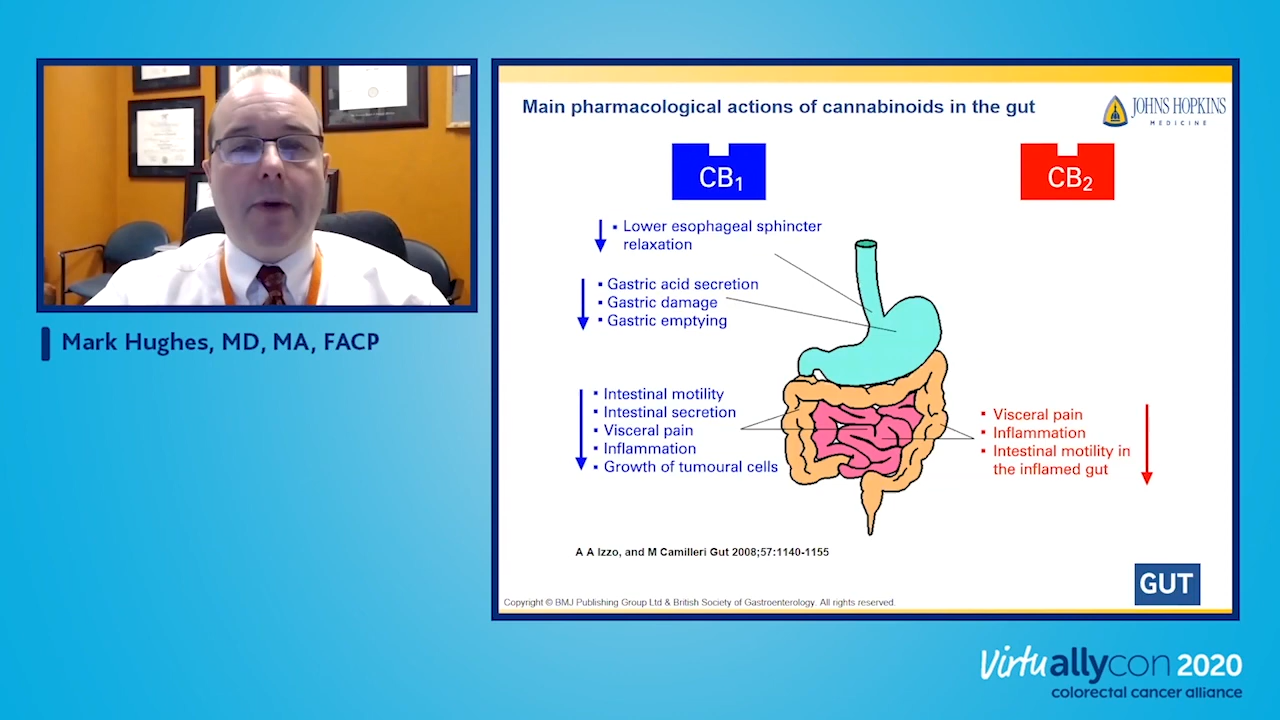 Mark Hughes, MD, MA, FACP
Main pharmacological actions of cannabinoids in the gut
JOHNS HOPKINS
MEDICINE
CB1
CB2
▪ Lower esophageal sphincter
relaxation
▪ Gastric acid secretion
▪ Gastric damage
▪ Gastric emptying
▪ Intestinal motility
▪ Intestinal secretion
▪ Visceral pain
▪ Inflammation
▪ Growth of tumoural cells
▪ Visceral pain
▪ Inflammation
▪ Intestinal motility in
the inflamed gut
A A Izzo, and M Camilleri Gut 2008;57:1140-1155
GUT
Copyright © BMJ Publishing Group Ltd & British Society of Gastroenterology. All rights reserved.
Virtuallycon 2020
colorectal cancer alliance